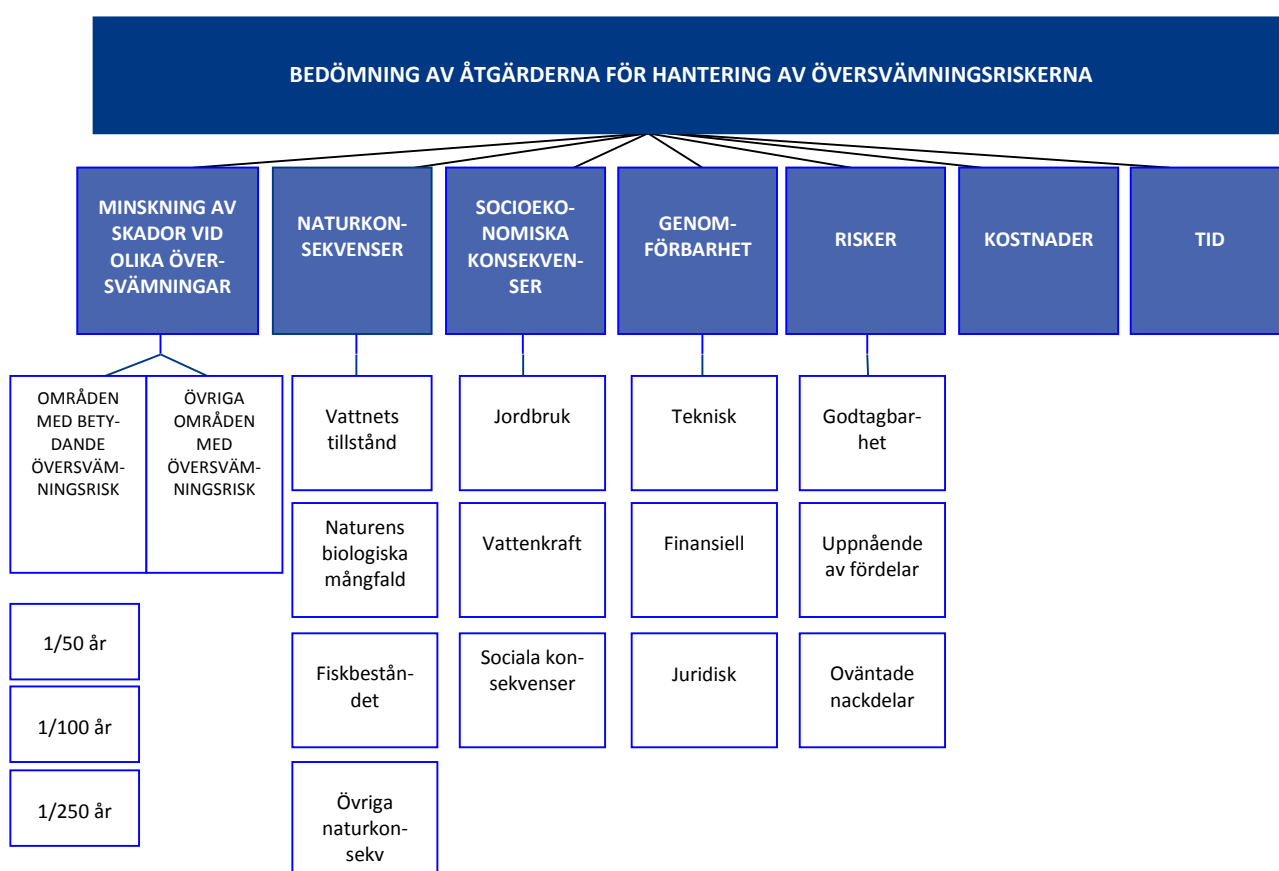 BEDÖMNING AV ÅTGÄRDERNA FÖR HANTERING AV ÖVERSVÄMNINGSRISKERNA
MINSKNING AV
SKADOR VID
OLIKA ÖVER-
SVÄMNINGAR
NATURKON-
SEKVENSER
SOCIOEKO-
NOMISKA
KONSEKVEN-
SER
GENOM-
FÖRBARHET
RISKER
KOSTNADER
TID
OMRÅDEN
MED BETY-
DANDE
ÖVERSVÄM-
NINGSRISK
ÖVRIGA
OMRÅDEN
MED
ÖVERSVÄM-
NINGSRISK
1/50 år
1/100 år
1/250 år
Vattnets
tillstånd
Naturens
biologiska
mångfald
Fiskbestån-
det
Övriga
naturkon-
sekv
Jordbruk
Vattenkraft
Sociala kon-
sekvenser
Teknisk
Finansiell
Juridisk
Godtagbar-
het
Uppnående
av fördelar
Oväntade
nackdelar